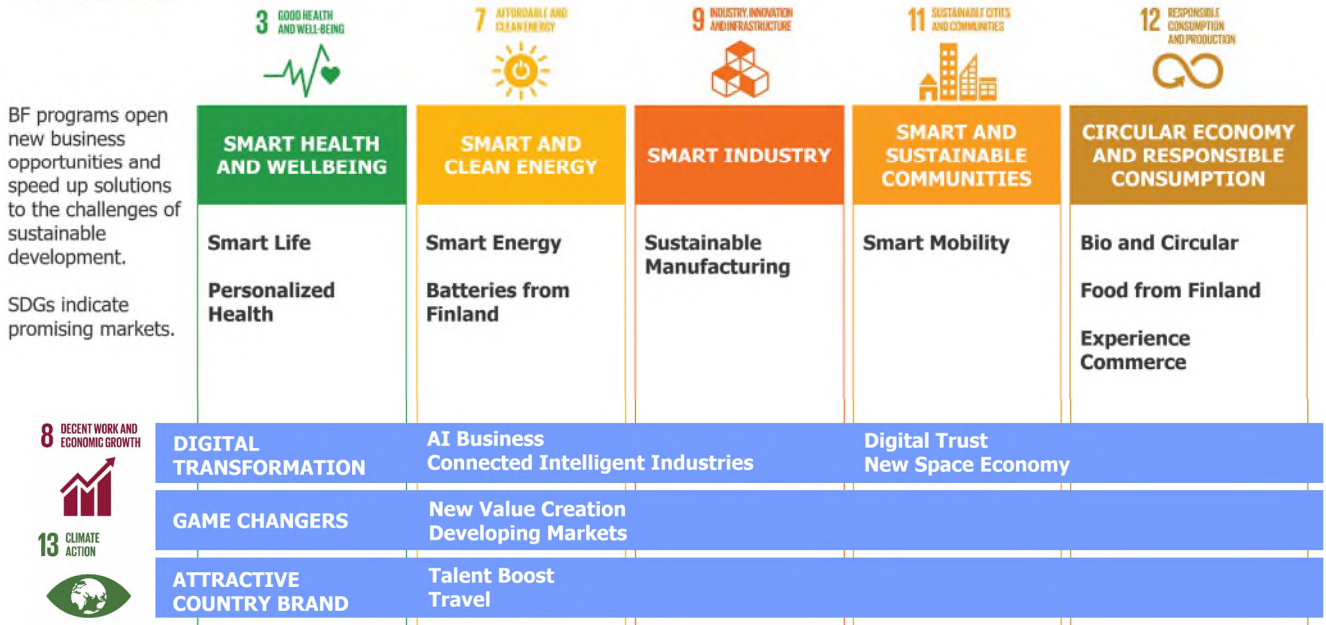 3 GOOD HEALTH
AND WELL-BEING
7 AFFORDABLE AND
CLEAN ENERGY
9 INDUSTRY, INNOVATION
AND INFRASTRUCTURE
11 SUSTAINABLE CITIES
AND COMMUNITIES
12 RESPONSIBLE
CONSUMPTION
AND PRODUCTION
BF programs open
new business
opportunities and
speed up solutions
to the challenges of
sustainable
development.
SDGs indicate
promising markets.
SMART HEALTH
AND WELLBEING
Smart Life
Personalized
Health
SMART AND
CLEAN ENERGY
Smart Energy
Batteries from
Finland
SMART INDUSTRY
Sustainable
Manufacturing
SMART AND
SUSTAINABLE
COMMUNITIES
Smart Mobility
CIRCULAR ECONOMY
AND RESPONSIBLE
CONSUMPTION
Bio and Circular
Food from Finland
Experience
Commerce
8 DECENT WORK AND
ECONOMIC GROWTH
13 CLIMATE
ACTION
DIGITAL
TRANSFORMATION
AI Business
Connected Intelligent Industries
Digital Trust
New Space Economy
GAME CHANGERS
New Value Creation
Developing Markets
ATTRACTIVE
COUNTRY BRAND
Talent Boost
Travel